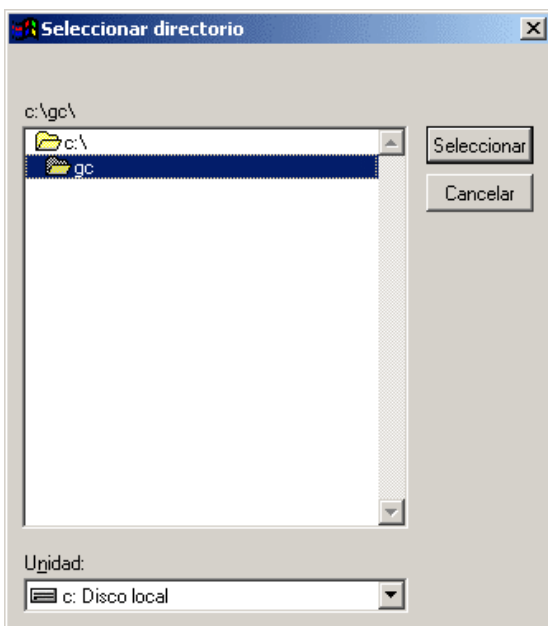 Seleccionar directorio
c:\gc\
c:\
gc
Seleccionar
Cancelar
Unidad:
c: Disco local